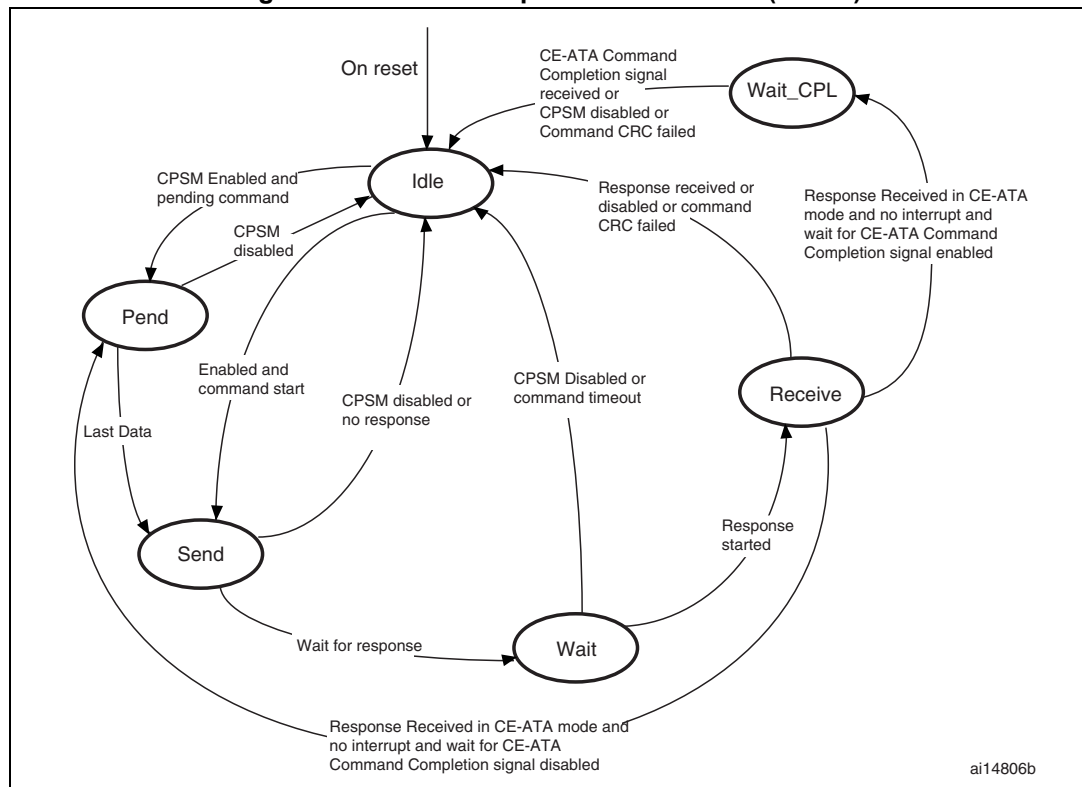 On reset
CE-ATA Command
Completion signal
received or
CPSM disabled or
Command CRC failed
Wait_CPL
CPSM Enabled and
pending command
Idle
Response received or
disabled or command
CRC failed
Response Received in CE-ATA
mode and no interrupt and
wait for CE-ATA Command
Completion signal enabled
CPSM
disabled
Pend
Enabled and
command start
CPSM disabled or
no response
CPSM Disabled or
command timeout
Receive
Last Data
Send
Response
started
Wait for response
Wait
Response Received in CE-ATA mode and
no interrupt and wait for CE-ATA
Command Completion signal disabled
ai14806b